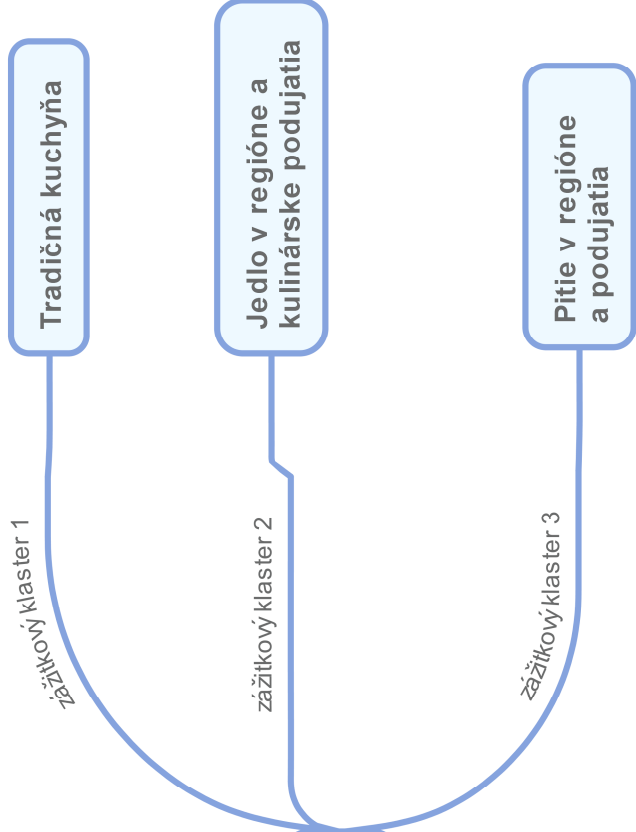 zážitkový klaster 1
Tradičná kuchyňa
zážitkový klaster 2
Jedlo v regióne a
kulinárske podujatia
zážitkový klaster 3
Pitie v regióne
a podujatia